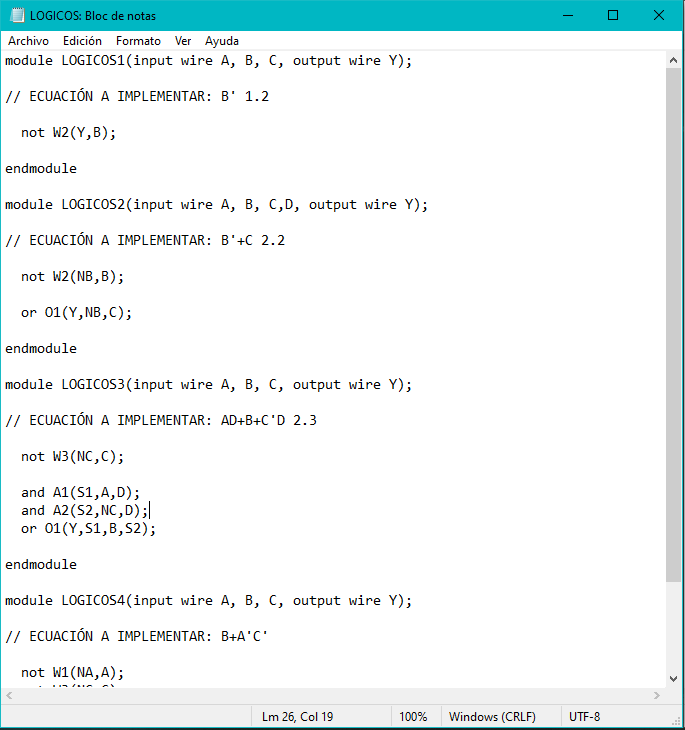 LOGICOS: Bloc de notas
Archivo Edición Formato Ver Ayuda
module LOGICOS1(input wire A, B, C, output wire Y);
// ECUACIÓN A IMPLEMENTAR: B' 1.2
not W2(Y,B);
endmodule
module LOGICOS2(input wire A, B, C,D, output wire Y);
// ECUACIÓN A IMPLEMENTAR: B'+C 2.2
not W2(NB,B);
or O1(Y,NB,C);
endmodule
module LOGICOS3(input wire A, B, C, output wire Y);
// ECUACIÓN A IMPLEMENTAR: AD+B+C'D 2.3
not W3(NC,C);
and A1(S1,A,D);
and A2(S2,NC,D);
or O1(Y,S1,B,S2);
endmodule
module LOGICOS4(input wire A, B, C, output wire Y);
// ECUACIÓN A IMPLEMENTAR: B+A'C'
not W1(NA,A);
Lm 26, Col 19 100% Windows (CRLF) UTF-8